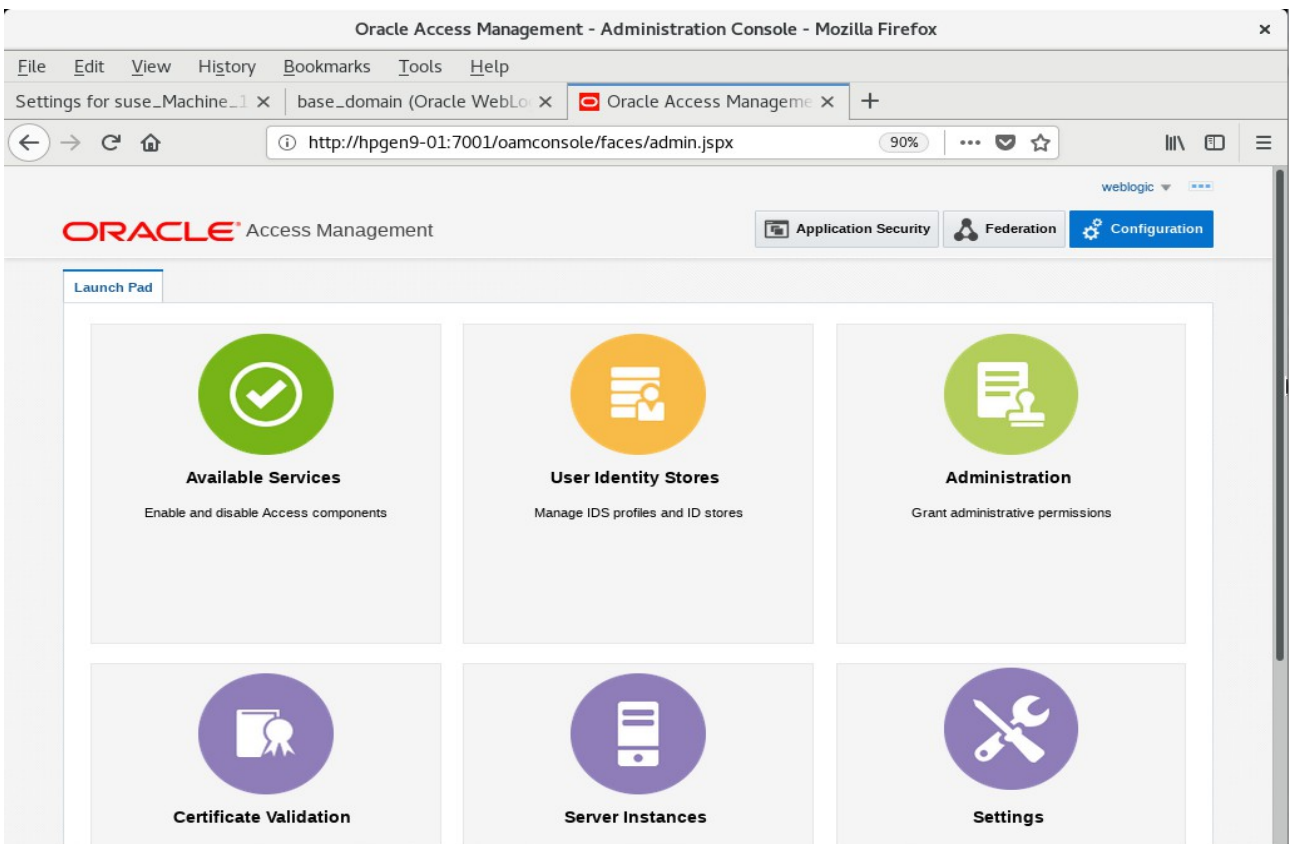 Oracle Access Management - Administration Console - Mozilla Firefox ×
File Edit View History Bookmarks Tools Help
Settings for suse_Machine_1 × base_domain (Oracle WebLo × Oracle Access Manageme × +
http://hpgen9-01:7001/oamconsole/faces/admin.jspx 90%
weblogic
ORACLE® Access Management Application Security Federation Configuration
Launch Pad
Available Services User Identity Stores Administration
Enable and disable Access components Manage IDS profiles and ID stores Grant administrative permissions
Certificate Validation Server Instances Settings